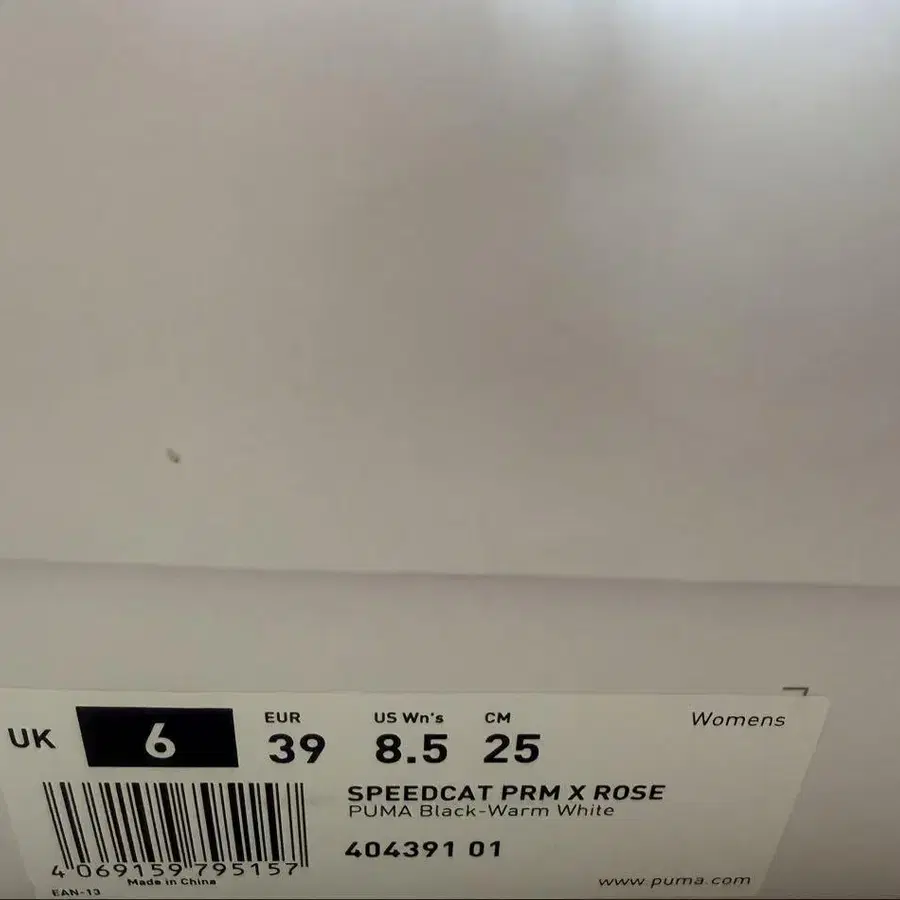 UK 6 EUR 39 US Wn's 8.5 CM 25 Womens
SPEEDCAT PRM X ROSE
PUMA Black-Warm White
404391 01
4 069159 795157
Made in China
EAN-13
www.puma.com